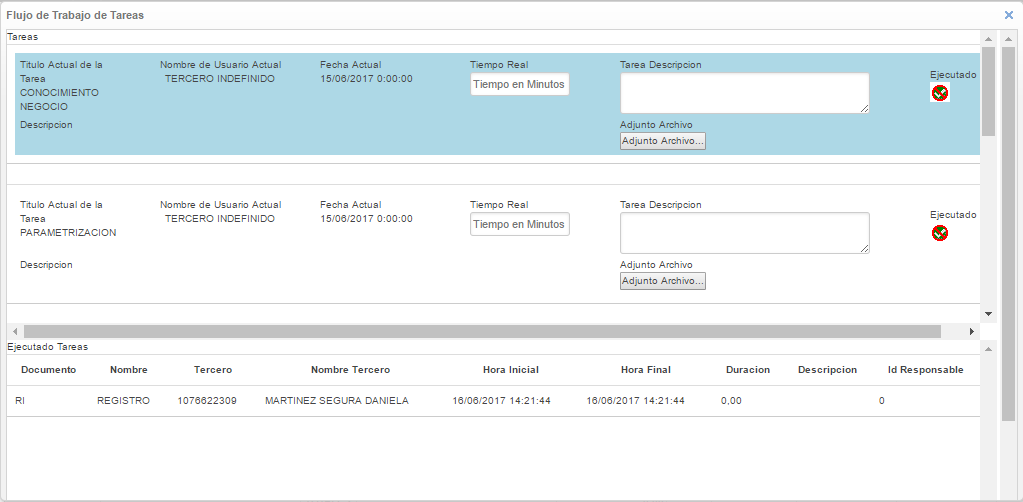 Flujo de Trabajo de Tareas
Tareas
Titulo Actual de la Tarea
CONOCIMIENTO NEGOCIO
Nombre de Usuario Actual
TERCERO INDEFINIDO
Fecha Actual
15/06/2017 0:00:00
Tiempo Real
Tiempo en Minutos
Tarea Descripcion
Ejecutado
Descripcion
Adjunto Archivo
Adjunto Archivo...
Titulo Actual de la Tarea
PARAMETRIZACION
Nombre de Usuario Actual
TERCERO INDEFINIDO
Fecha Actual
15/06/2017 0:00:00
Tiempo Real
Tiempo en Minutos
Tarea Descripcion
Ejecutado
Descripcion
Adjunto Archivo
Adjunto Archivo...
Ejecutado Tareas
Documento Nombre Tercero Nombre Tercero Hora Inicial Hora Final Duracion Descripcion Id Responsable
RI REGISTRO 1076622309 MARTINEZ SEGURA DANIELA 16/06/2017 14:21:44 16/06/2017 14:21:44 0,00 0